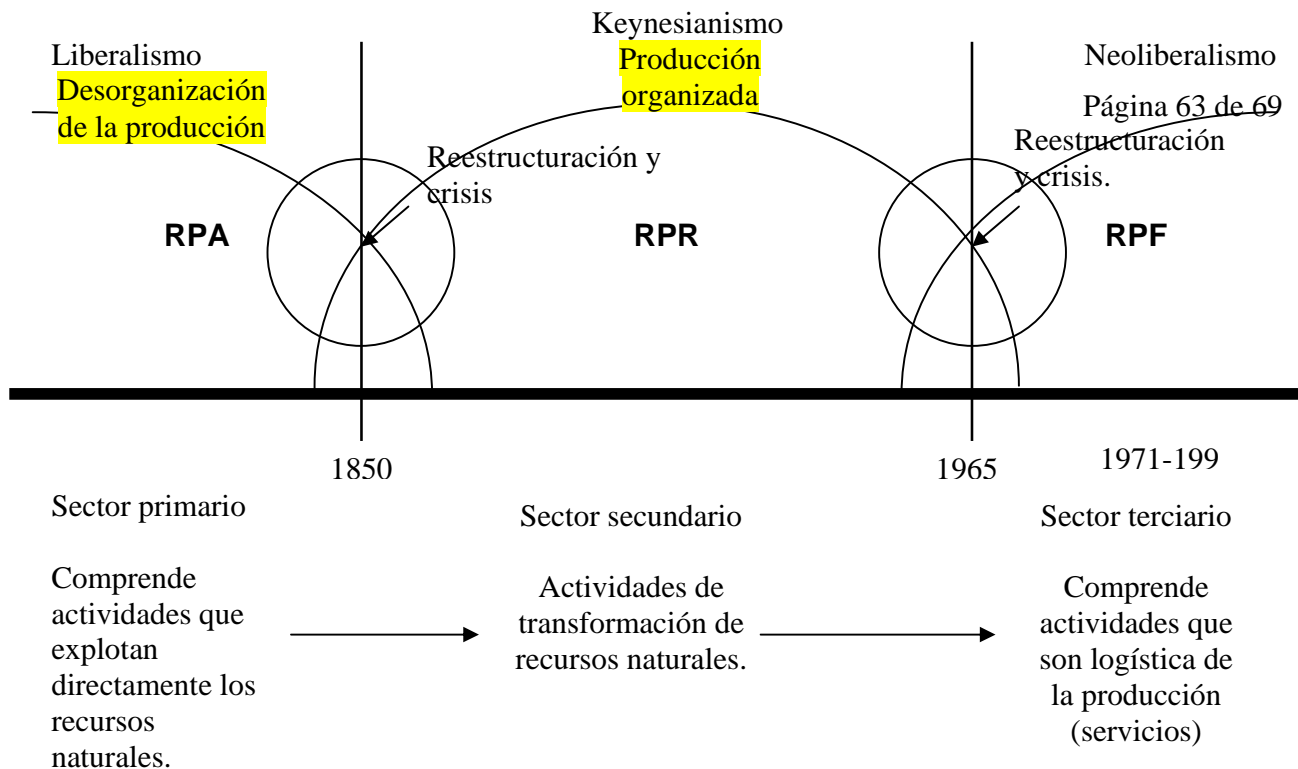 Liberalismo
Desorganización
de la producción
Keynesianismo
Producción
organizada
Neoliberalismo
Página 63 de 69
Reestructuración y
crisis
Reestructuración
y crisis.
RPA
RPR
RPF
1850
1965
1971-199
Sector primario
Sector secundario
Sector terciario
Comprende
actividades que
explotan
directamente los
recursos
naturales.
Actividades de
transformación de
recursos naturales.
Comprende
actividades que
son logística de
la producción
(servicios)